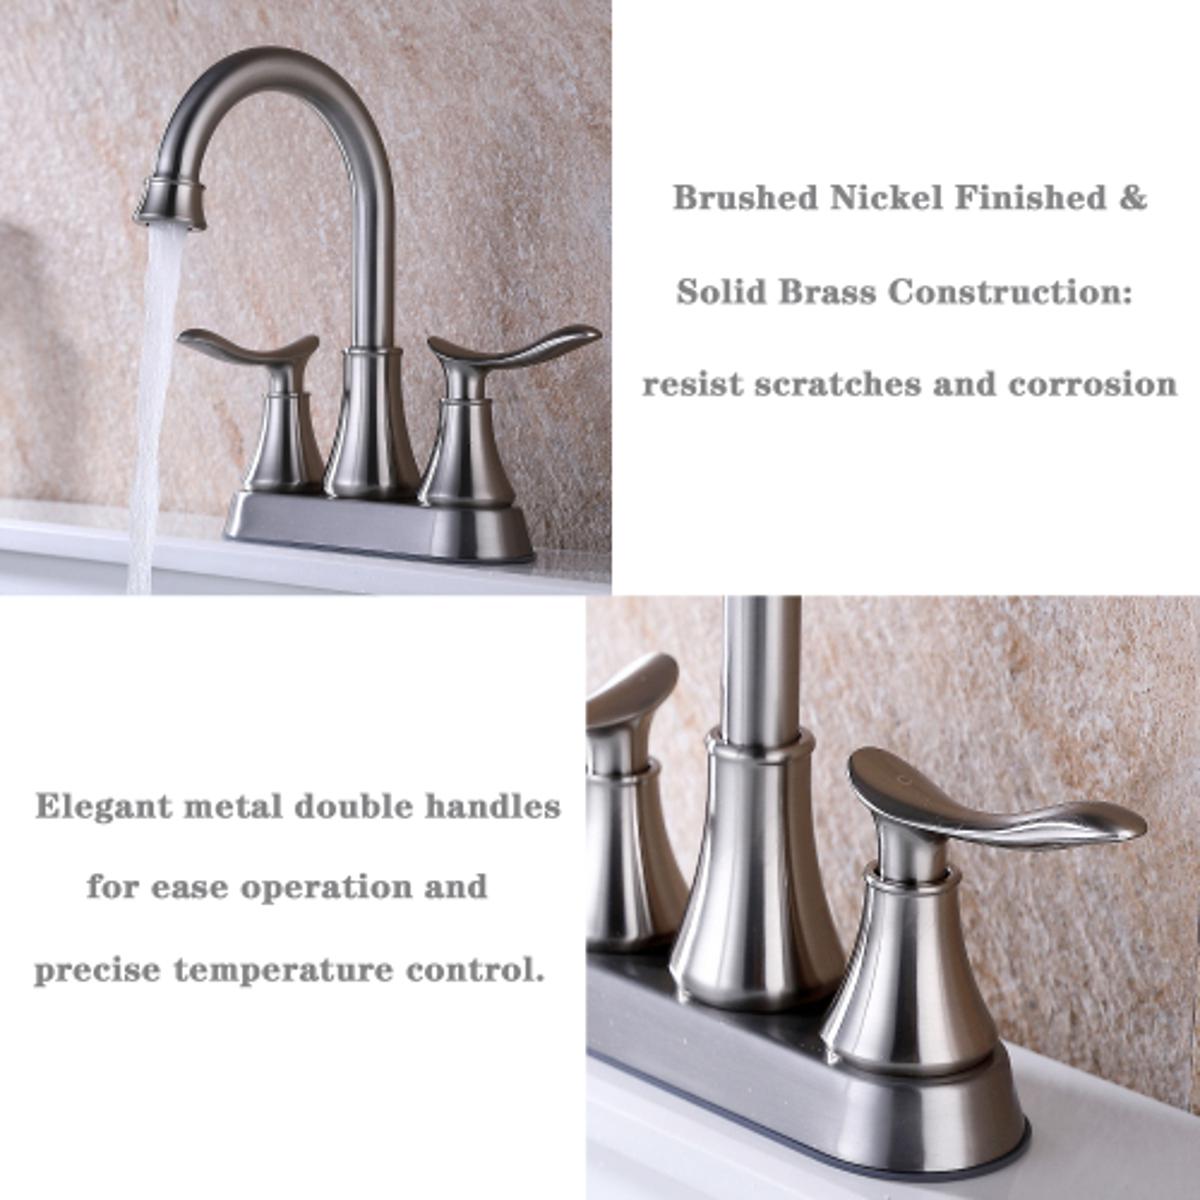 Brushed Nickel Finished &
Solid Brass Construction:
resist scratches and corrosion
Elegant metal double handles
for ease operation and
precise temperature control.